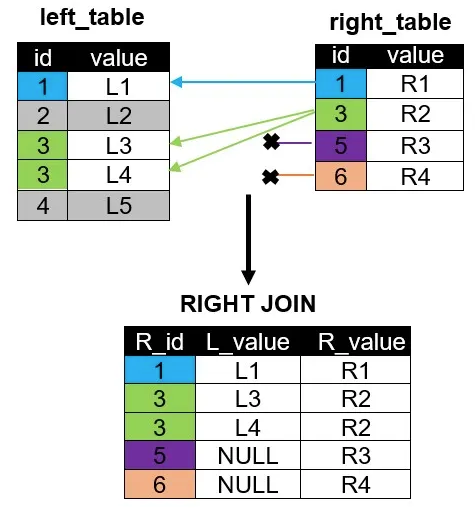 left_table
id value
1 L1
2 L2
3 L3
3 L4
4 L5
right_table
id value
1 R1
3 R2
5 R3
6 R4
RIGHT JOIN
R_id L_value R_value
1 L1 R1
3 L3 R2
3 L4 R2
5 NULL R3
6 NULL R4